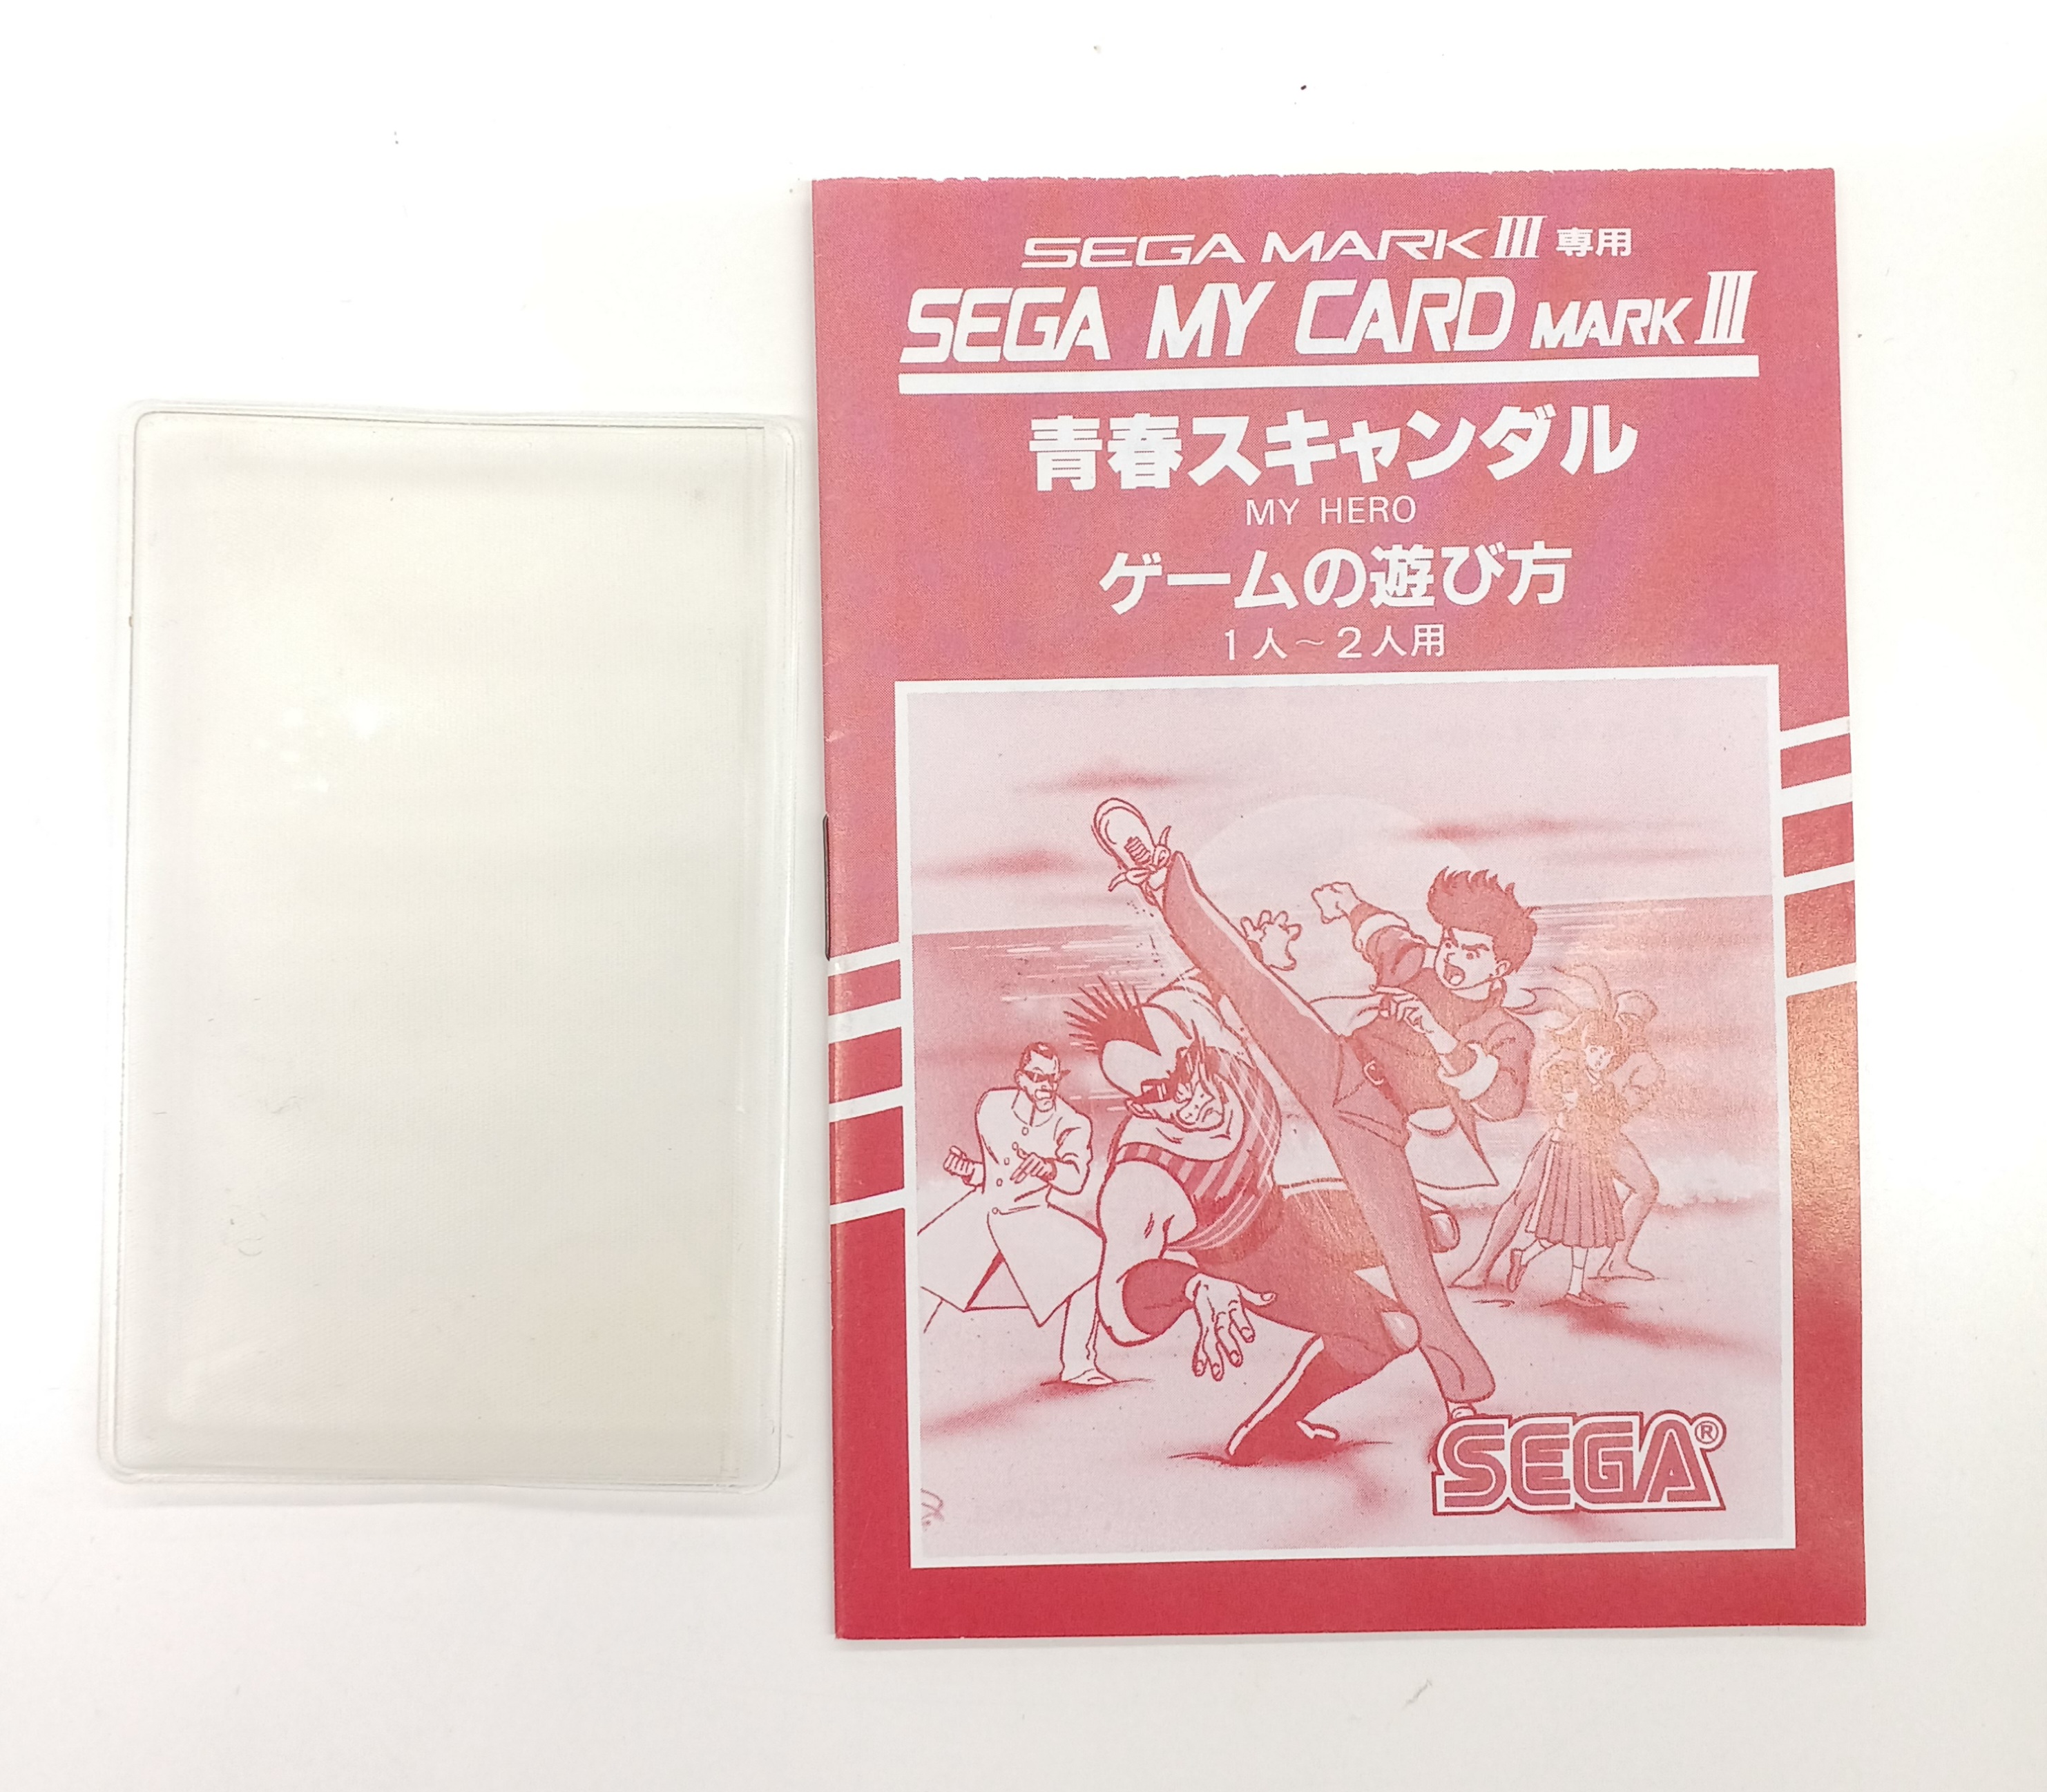 SEGA MARK III 専用
SEGA MY CARD MARK III
青春スキャンダル
MY HERO
ゲームの遊び方
1人～2人用
SEGA®